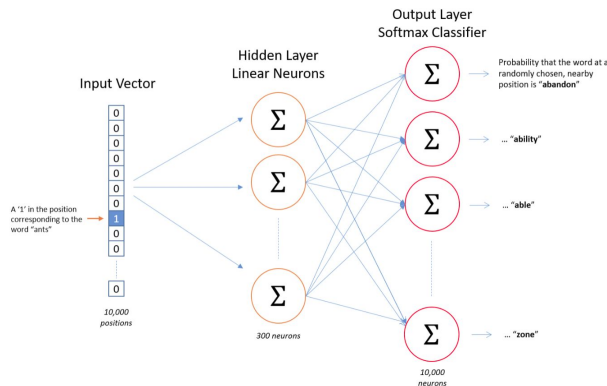 Output Layer
Softmax Classifier
Hidden Layer
Linear Neurons
Input Vector
0
0
0
0
0
0
0
1
0
0
0
A '1' in the position
corresponding to the
word "ants"
10,000
positions
Σ
Σ
Σ
300 neurons
Σ
Σ
Σ
Σ
10,000
neurons
Probability that the word at a
randomly chosen, nearby
position is "abandon"
... "ability"
... "able"
... "zone"